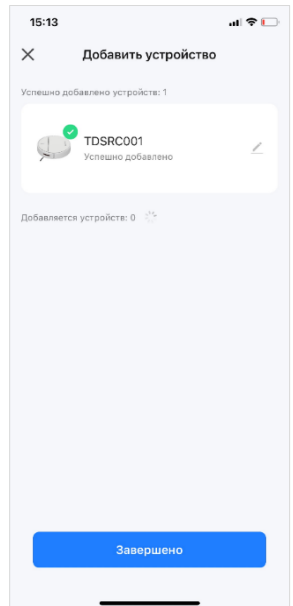 15:13
Добавить устройство
Успешно добавлено устройств: 1
TDSRC001
Успешно добавлено
Добавляется устройств: 0
Завершено